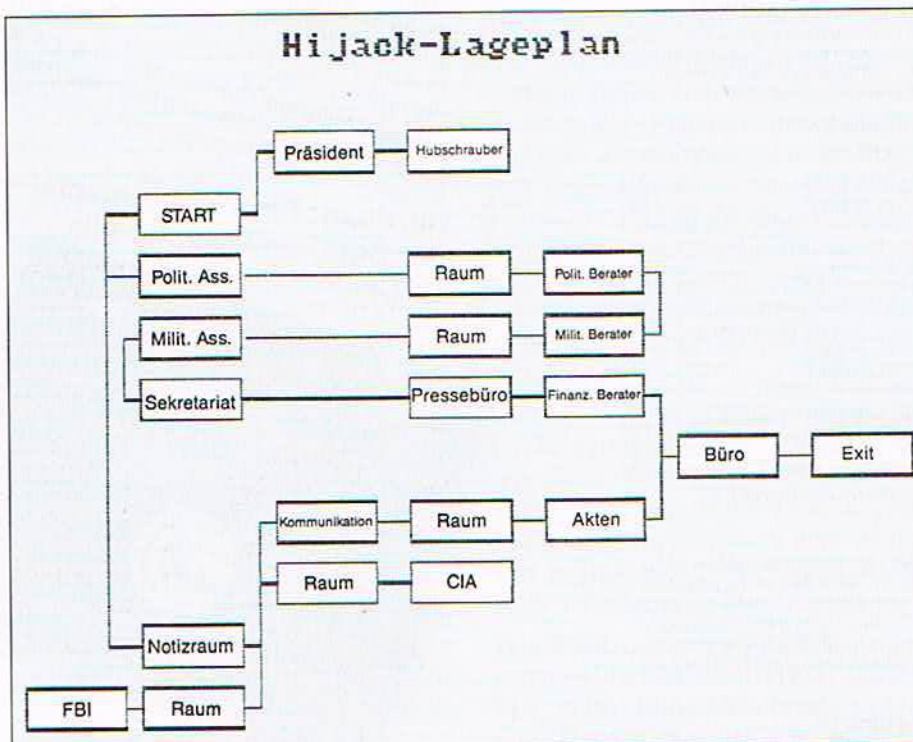 Hijack-Lageplan
Präsident
Hubschrauber
START
Polit. Ass.
Raum
Polit. Berater
Milit. Ass.
Raum
Milit. Berater
Sekretariat
Pressebüro
Finanz. Berater
Büro
Exit
Kommunikation
Raum
Akten
Raum
CIA
Notizraum
FBI
Raum